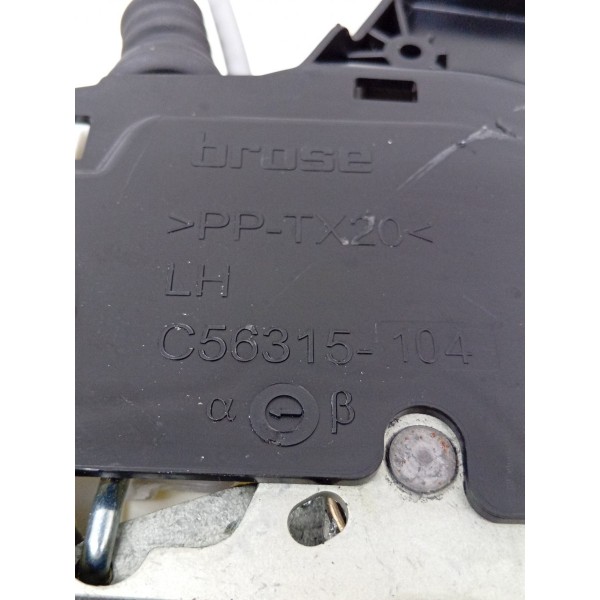 brose
>PP-TX20<
LH
C56315-104
α β